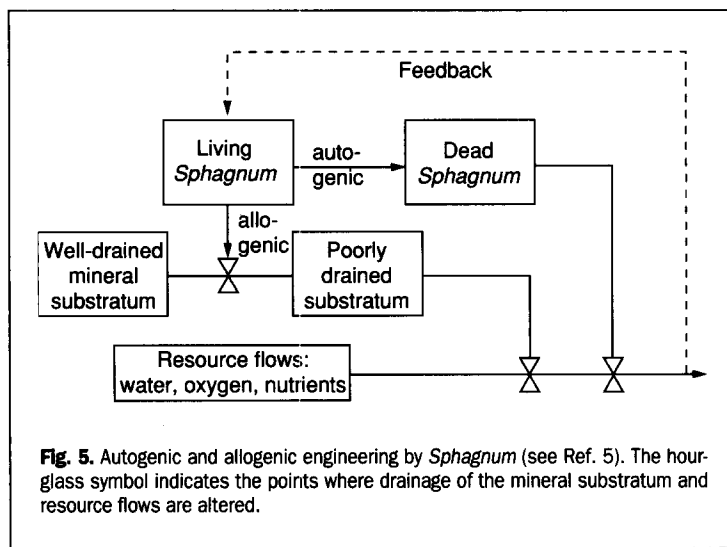 Feedback
Living
Sphagnum
auto-
genic
Dead
Sphagnum
allo-
genic
Well-drained
mineral
substratum
Poorly
drained
substratum
Resource flows:
water, oxygen, nutrients
Fig. 5. Autogenic and allogenic engineering by Sphagnum (see Ref. 5). The hour-
glass symbol indicates the points where drainage of the mineral substratum and
resource flows are altered.